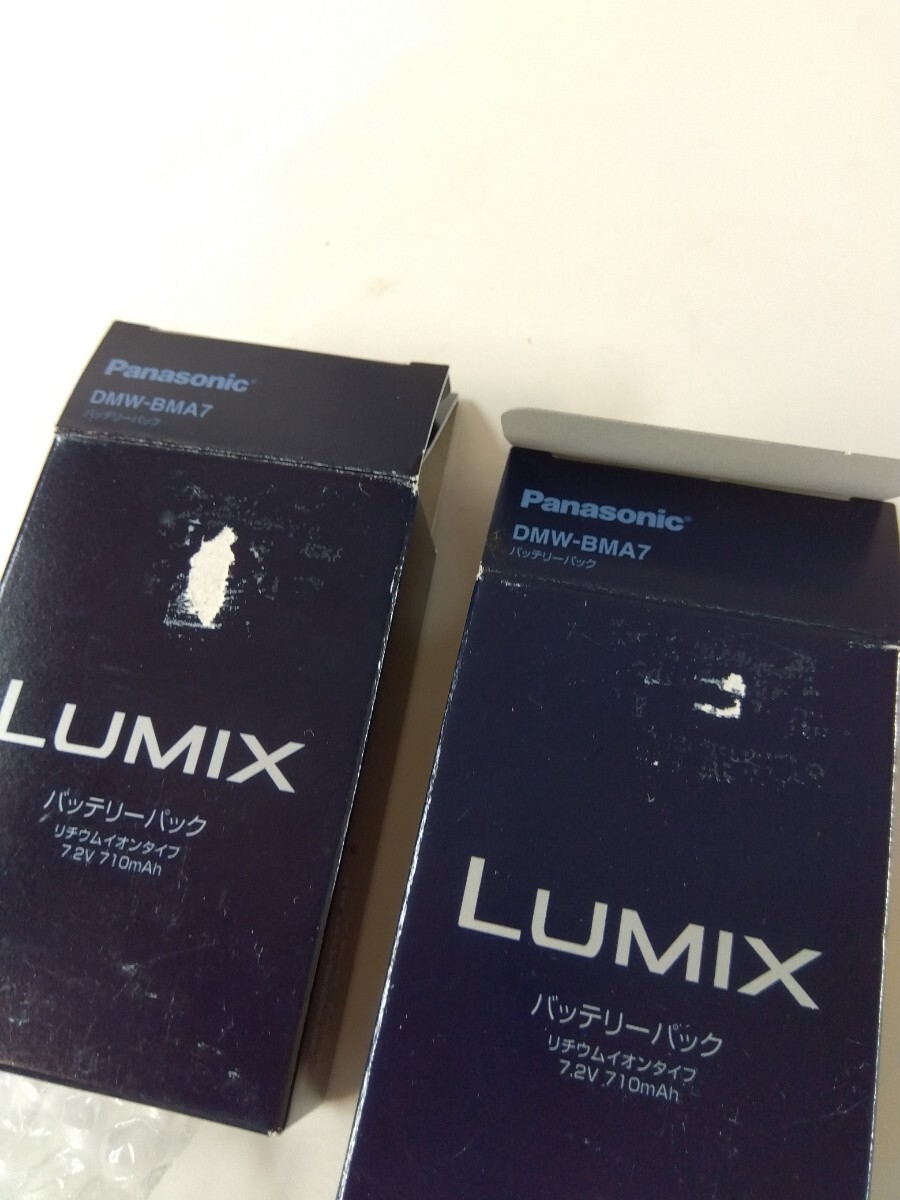 Panasonic
DMW-BMA7
バッテリーパック
LUMIX
バッテリーパック
リチウムイオンタイプ
7.2V 710mAh
Panasonic
DMW-BMA7
バッテリーパック
LUMIX
バッテリーパック
リチウムイオンタイプ
7.2V 710mAh